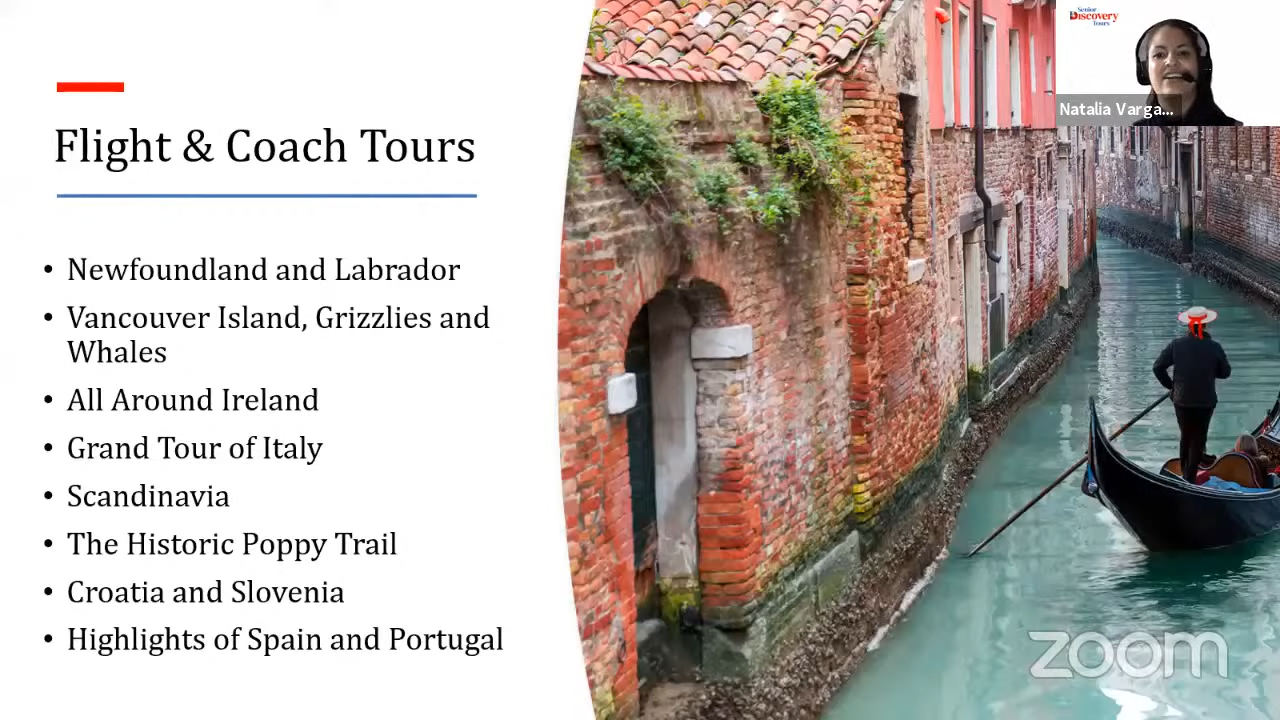 Flight & Coach Tours
• Newfoundland and Labrador
• Vancouver Island, Grizzlies and
Whales
• All Around Ireland
• Grand Tour of Italy
• Scandinavia
• The Historic Poppy Trail
• Croatia and Slovenia
• Highlights of Spain and Portugal
Senior
Discovery
Tours
Natalia Varga...
zoom